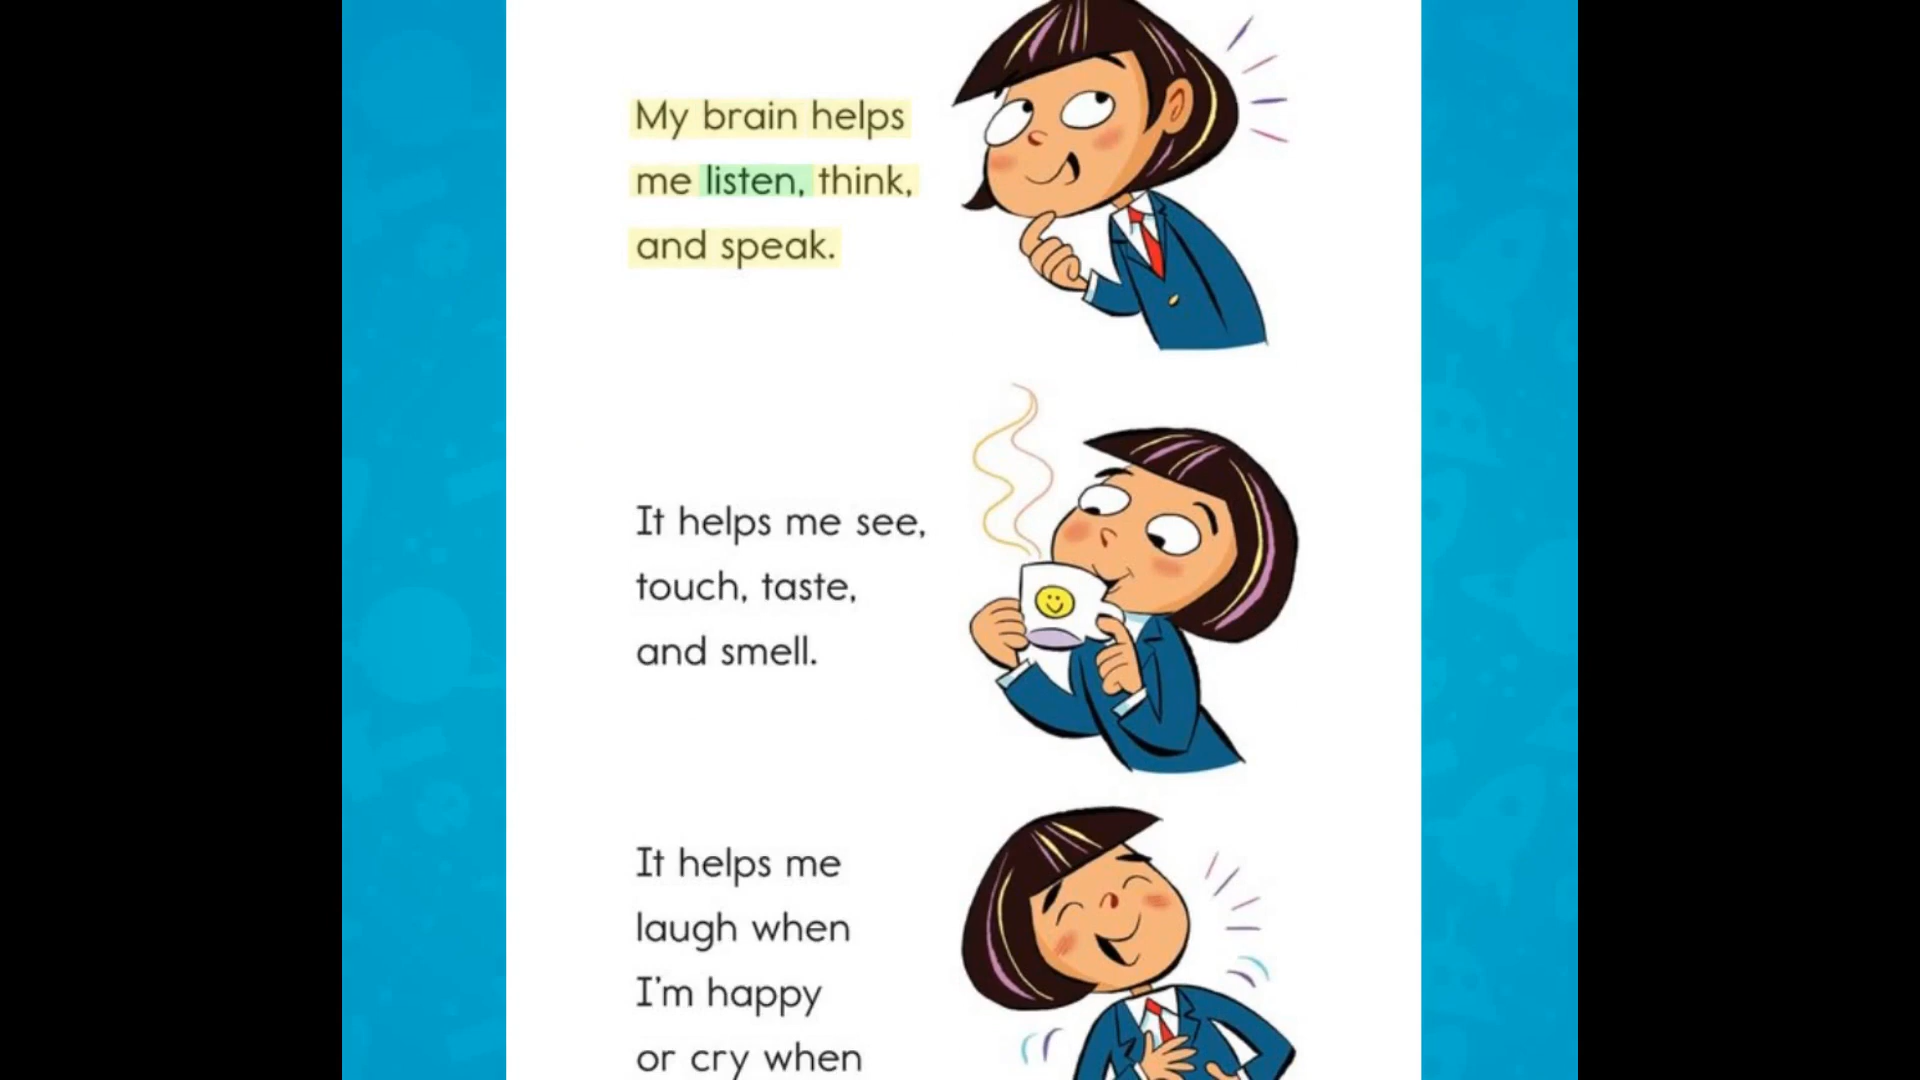 My brain helps
me listen, think,
and speak.
It helps me see,
touch, taste,
and smell.
It helps me
laugh when
I'm happy
or cry when